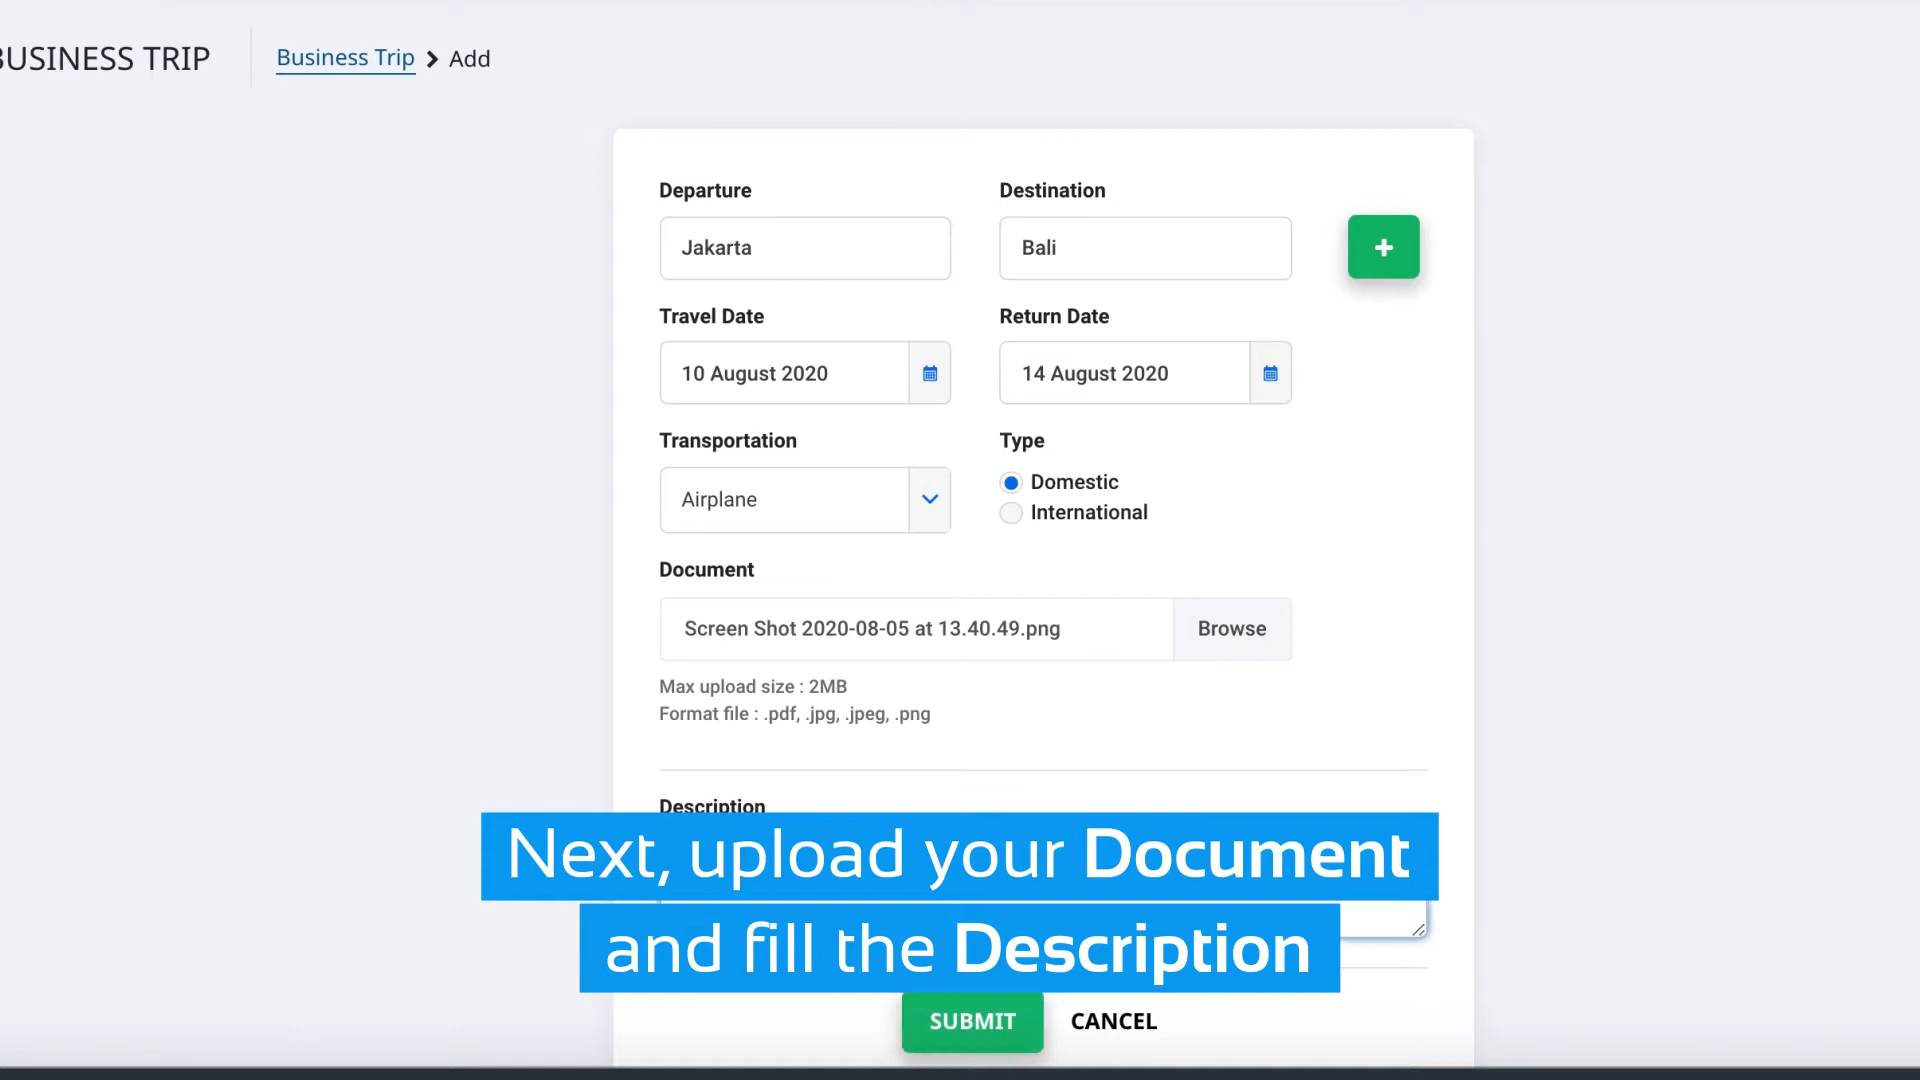 BUSINESS TRIP
Business Trip > Add
Departure
Destination
Jakarta
Bali
+
Travel Date
Return Date
10 August 2020
14 August 2020
Transportation
Type
Airplane
Domestic
International
Document
Screen Shot 2020-08-05 at 13.40.49.png
Browse
Max upload size : 2MB
Format file : .pdf, .jpg, .jpeg, .png
Description
Next, upload your Document
and fill the Description
SUBMIT
CANCEL